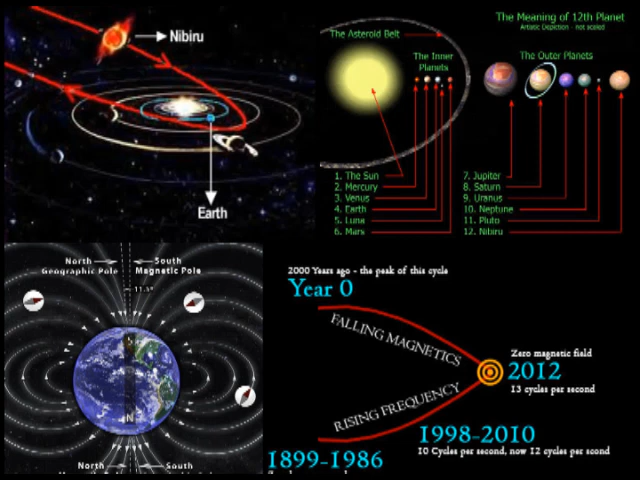 Nibiru
Earth
The Meaning of 12th Planet
Artistic Depiction - not scaled
The Asteroid Belt
The Inner
Planets
The Outer Planets
1. The Sun
2. Mercury
3. Venus
4. Earth
5. Luna
6. Mars
7. Jupiter
8. Saturn
9. Uranus
10. Neptune
11. Pluto
12. Nibiru
North
Geographic Pole
South
Magnetic Pole
11.5°
N
North
South
2000 Years ago - the peak of this cycle
Year 0
FALLING MAGNETICS
Zero magnetic field
2012
13 cycles per second
RISING FREQUENCY
1998-2010
10 Cycles per second, now 12 cycles per scond
1899-1986